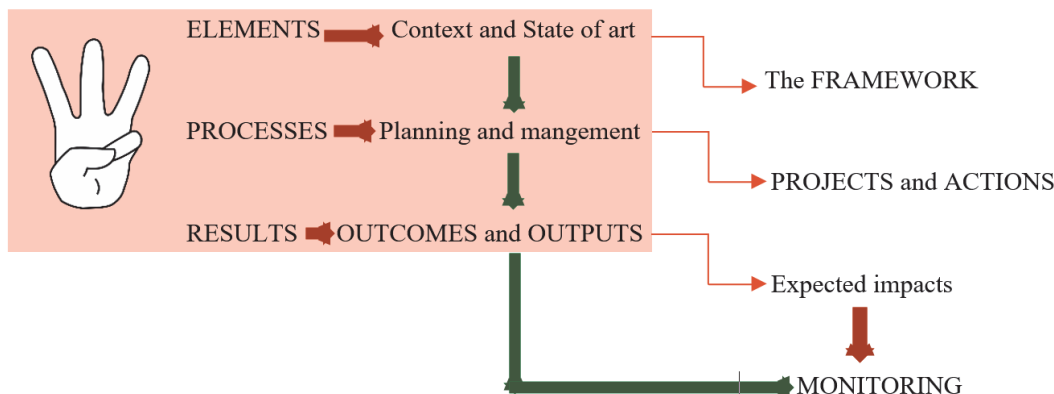 ELEMENTS Context and State of art
The FRAMEWORK
PROCESSES Planning and mangement
PROJECTS and ACTIONS
RESULTS OUTCOMES and OUTPUTS
Expected impacts
MONITORING